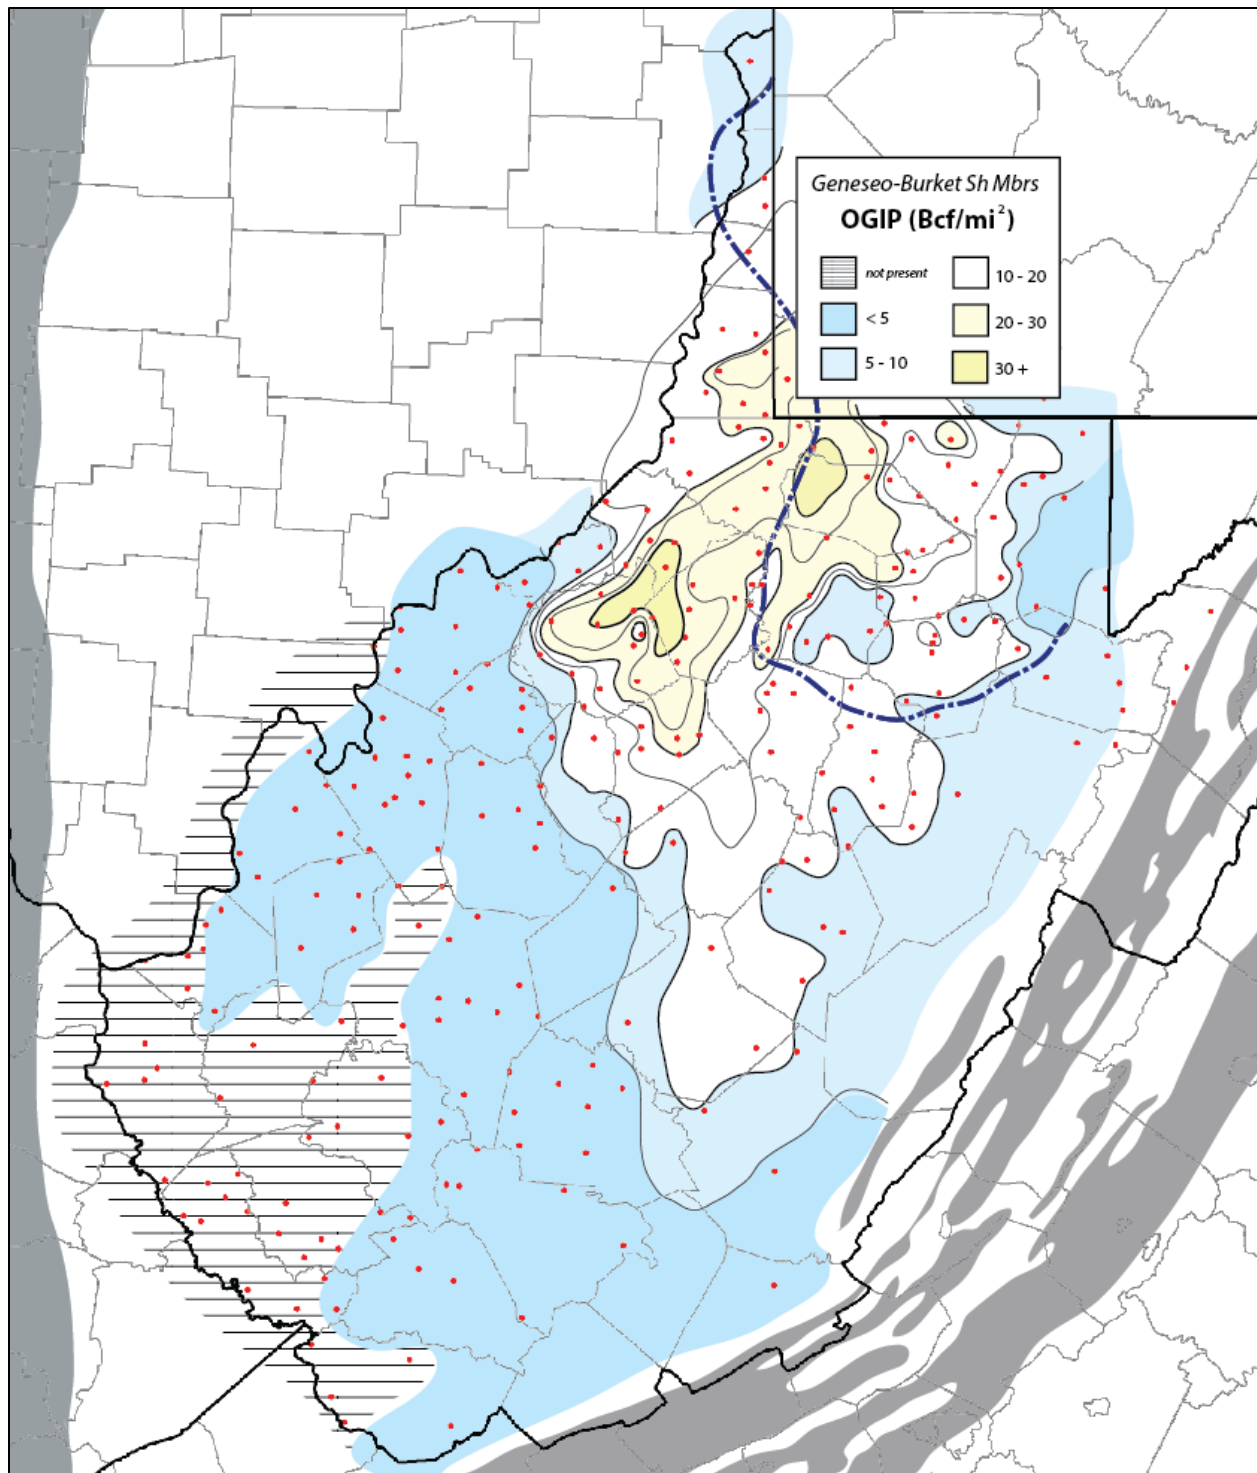 Geneseo-Burket Sh Mbrs
OGIP (Bcf/mi²)
not present
10 - 20
< 5
20 - 30
5 - 10
30 +